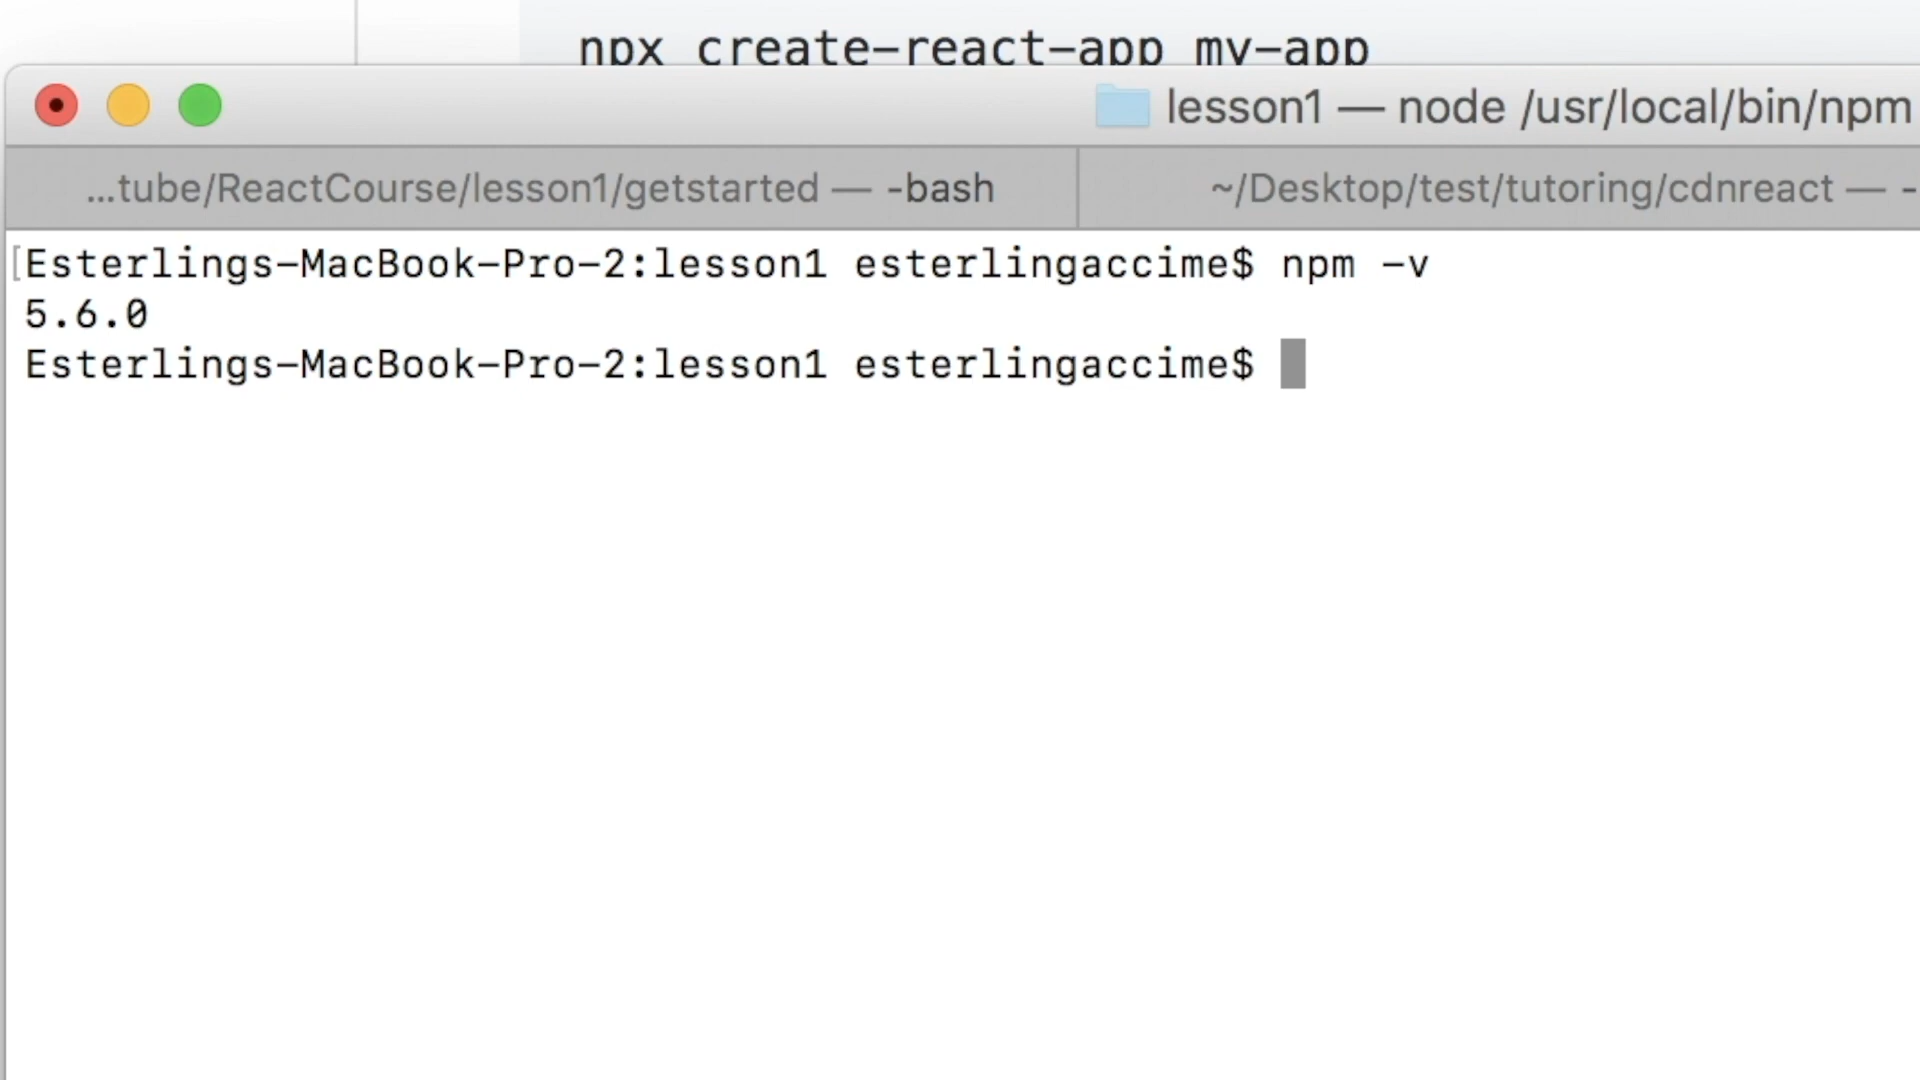 npx create-react-app my-app
lesson1 — node /usr/local/bin/npm
...tube/ReactCourse/lesson1/getstarted — -bash
~/Desktop/test/tutoring/cdnreact — -
[Esterlings-MacBook-Pro-2:lesson1 esterlingaccime$ npm -v
5.6.0
Esterlings-MacBook-Pro-2:lesson1 esterlingaccime$